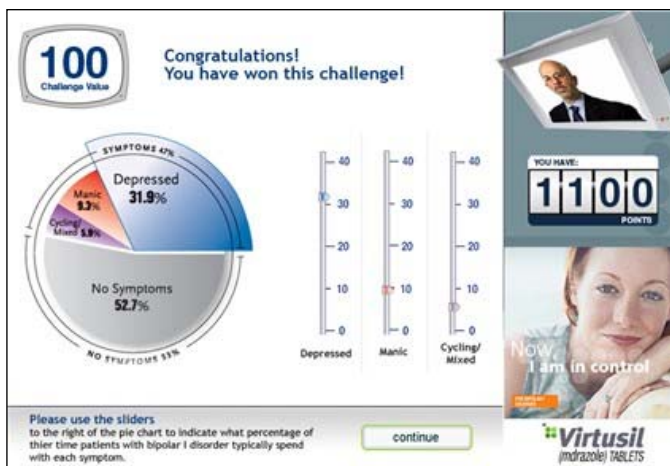 100
Challenge Value
Congratulations!
You have won this challenge!
SYMPTOMS 47%
Depressed
31.9%
Manic
9.3%
Cycling/
Mixed 5.9%
No Symptoms
52.7%
NO SYMPTOMS 53%
40
30
20
10
0
Depressed
40
30
20
10
0
Manic
40
30
20
10
0
Cycling/
Mixed
YOU HAVE:
1100
POINTS
Now,
I am in control
Please use the sliders
to the right of the pie chart to indicate what percentage of
thier time patients with bipolar I disorder typically spend
with each symptom.
continue
Virtusil
(mdrazole) TABLETS